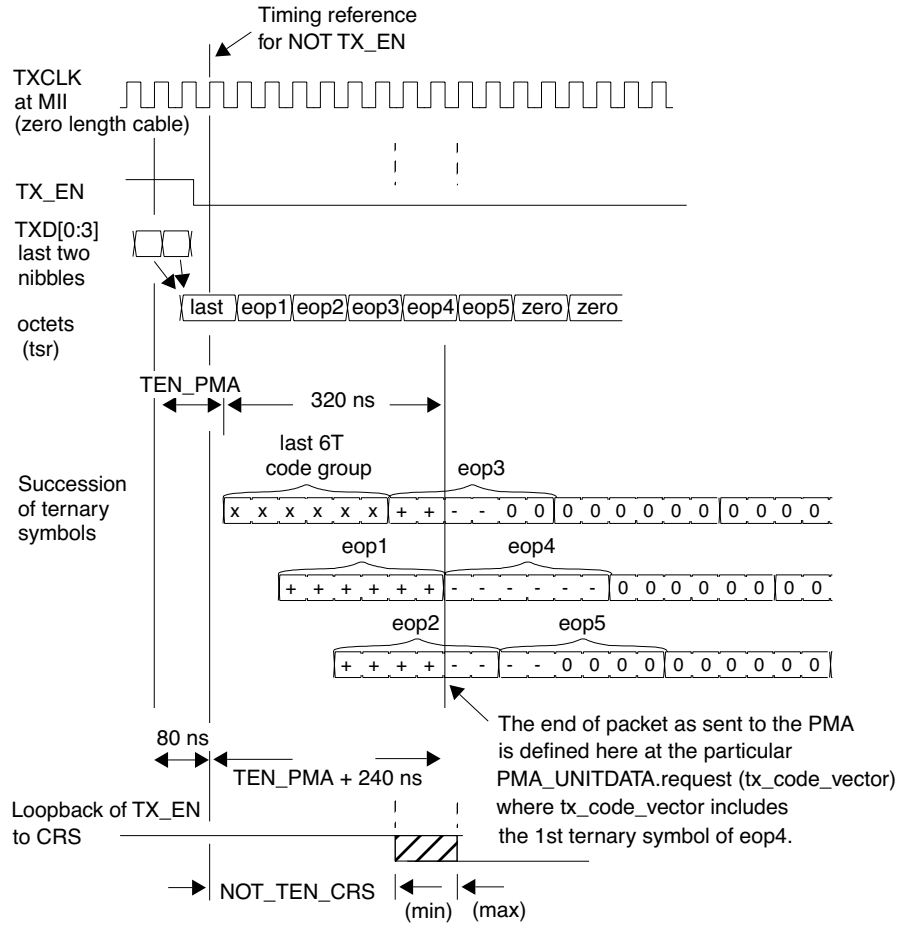 Timing reference
for NOT TX_EN
TXCLK
at MII
(zero length cable)
TX_EN
TXD[0:3]
last two
nibbles
octets
(tsr)
last eop1 eop2 eop3 eop4 eop5 zero zero
TEN_PMA
320 ns
last 6T
code group
eop3
Succession
of ternary
symbols
x x x x x x + + - - 0 0 0 0 0 0 0 0 0 0 0 0
eop1
eop4
+ + + + + + - - - - - - 0 0 0 0 0 0 0 0
eop2
eop5
+ + + + - - - - 0 0 0 0 0 0 0 0 0 0
The end of packet as sent to the PMA
is defined here at the particular
PMA_UNITDATA.request (tx_code_vector)
where tx_code_vector includes
the 1st ternary symbol of eop4.
80 ns
TEN_PMA + 240 ns
Loopback of TX_EN
to CRS
NOT_TEN_CRS
(min)
(max)